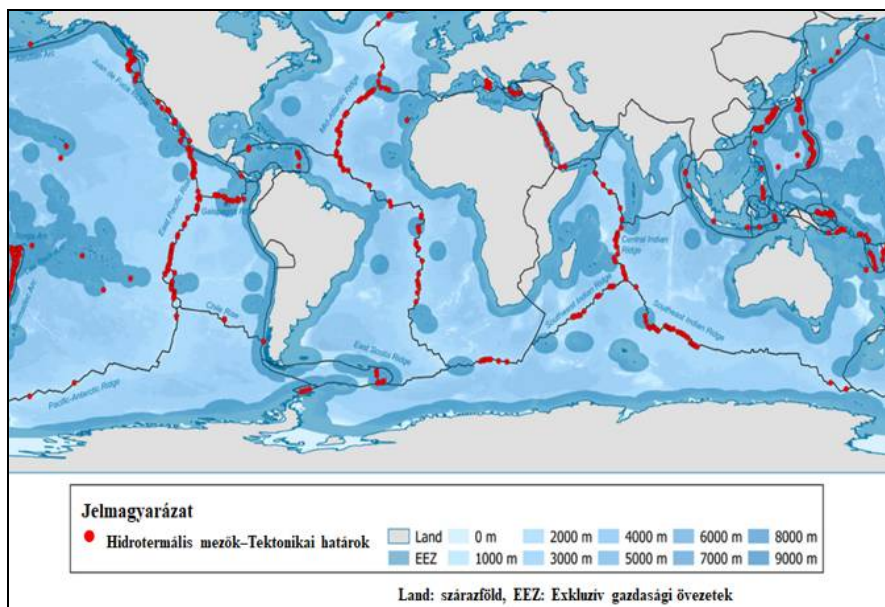 Aleutian Arc
Juan de Fuca Ridge
Mid-Atlantic Ridge
East Pacific Rise
Central Indian
Ridge
Southwest Indian Ridge
Southeast Indian Ridge
Chile Rise
East Scotia Ridge
Pacific-Antarctic Ridge
Jelmagyarázat
Hidrotermális mezők–Tektonikai határok
Land 0 m 2000 m 4000 m 6000 m 8000 m
EEZ 1000 m 3000 m 5000 m 7000 m 9000 m
Land: szárazföld, EEZ: Exkluzív gazdasági övezetek